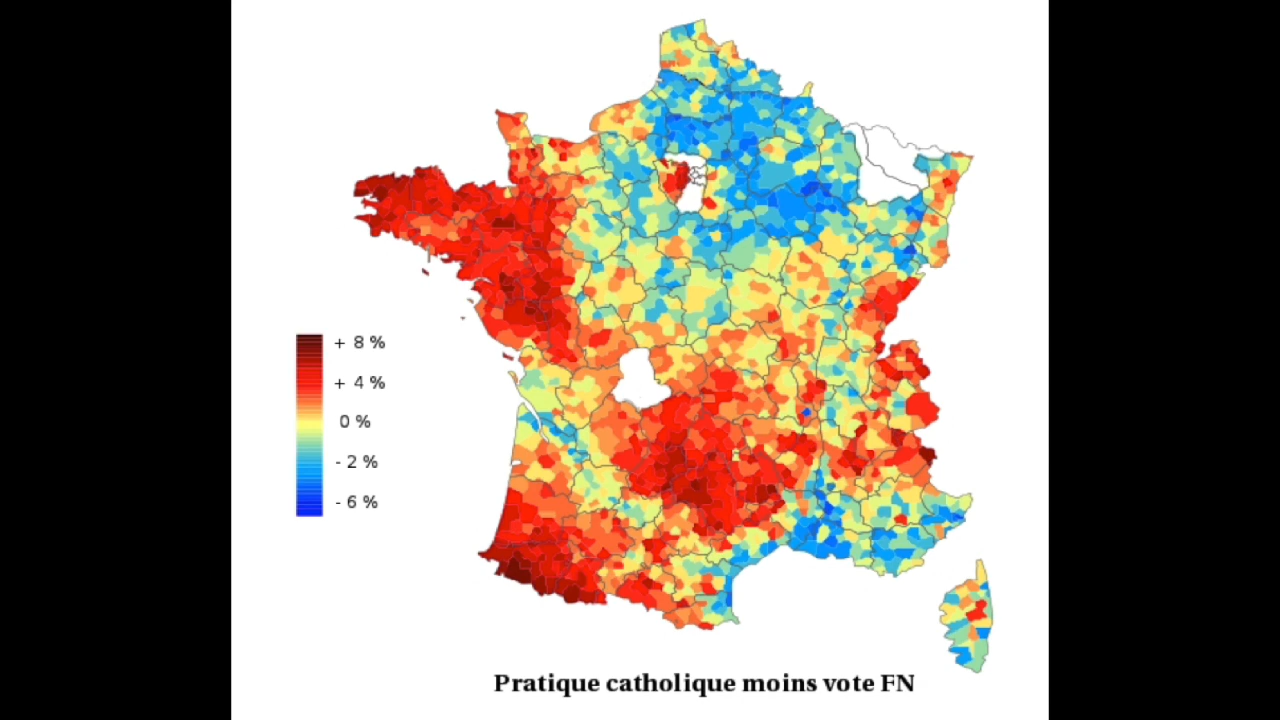 + 8 %
+ 4 %
0 %
- 2 %
- 6 %
Pratique catholique moins vote FN